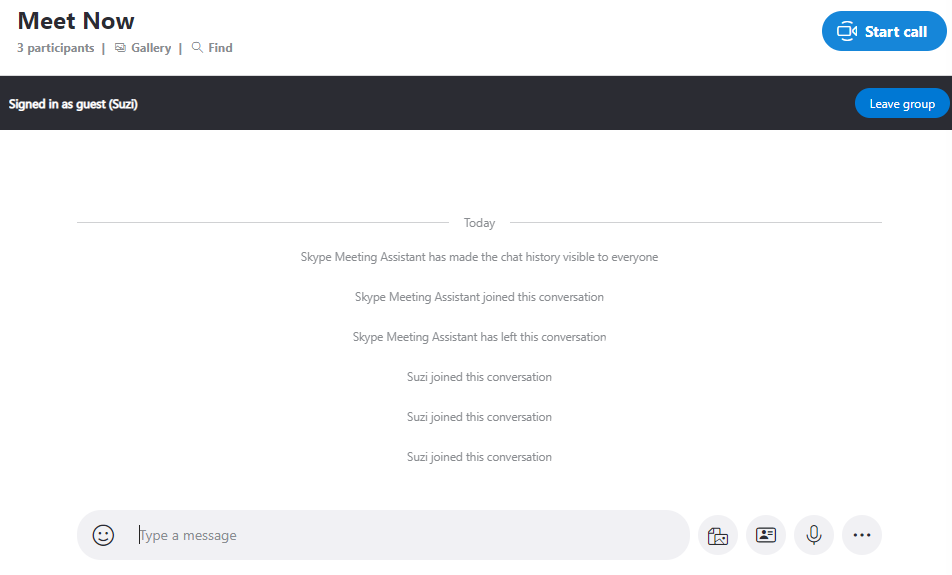 Meet Now
3 participants | Gallery | Find
Start call
Signed in as guest (Suzi)
Leave group
Today
Skype Meeting Assistant has made the chat history visible to everyone
Skype Meeting Assistant joined this conversation
Skype Meeting Assistant has left this conversation
Suzi joined this conversation
Suzi joined this conversation
Suzi joined this conversation
Type a message